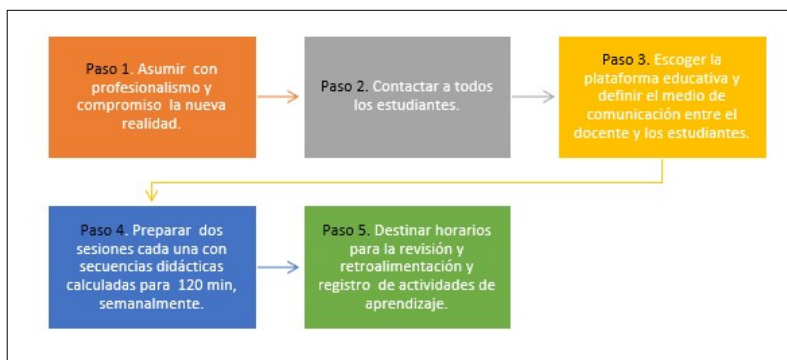 Paso 1. Asumir con
profesionalismo y
compromiso la nueva
realidad.
Paso 2. Contactar a todos
los estudiantes.
Paso 3. Escoger la
plataforma educativa y
definir el medio de
comunicación entre el
docente y los estudiantes.
Paso 4. Preparar dos
sesiones cada una con
secuencias didácticas
calculadas para 120 min,
semanalmente.
Paso 5. Destinar horarios
para la revisión y
retroalimentación y
registro de actividades de
aprendizaje.